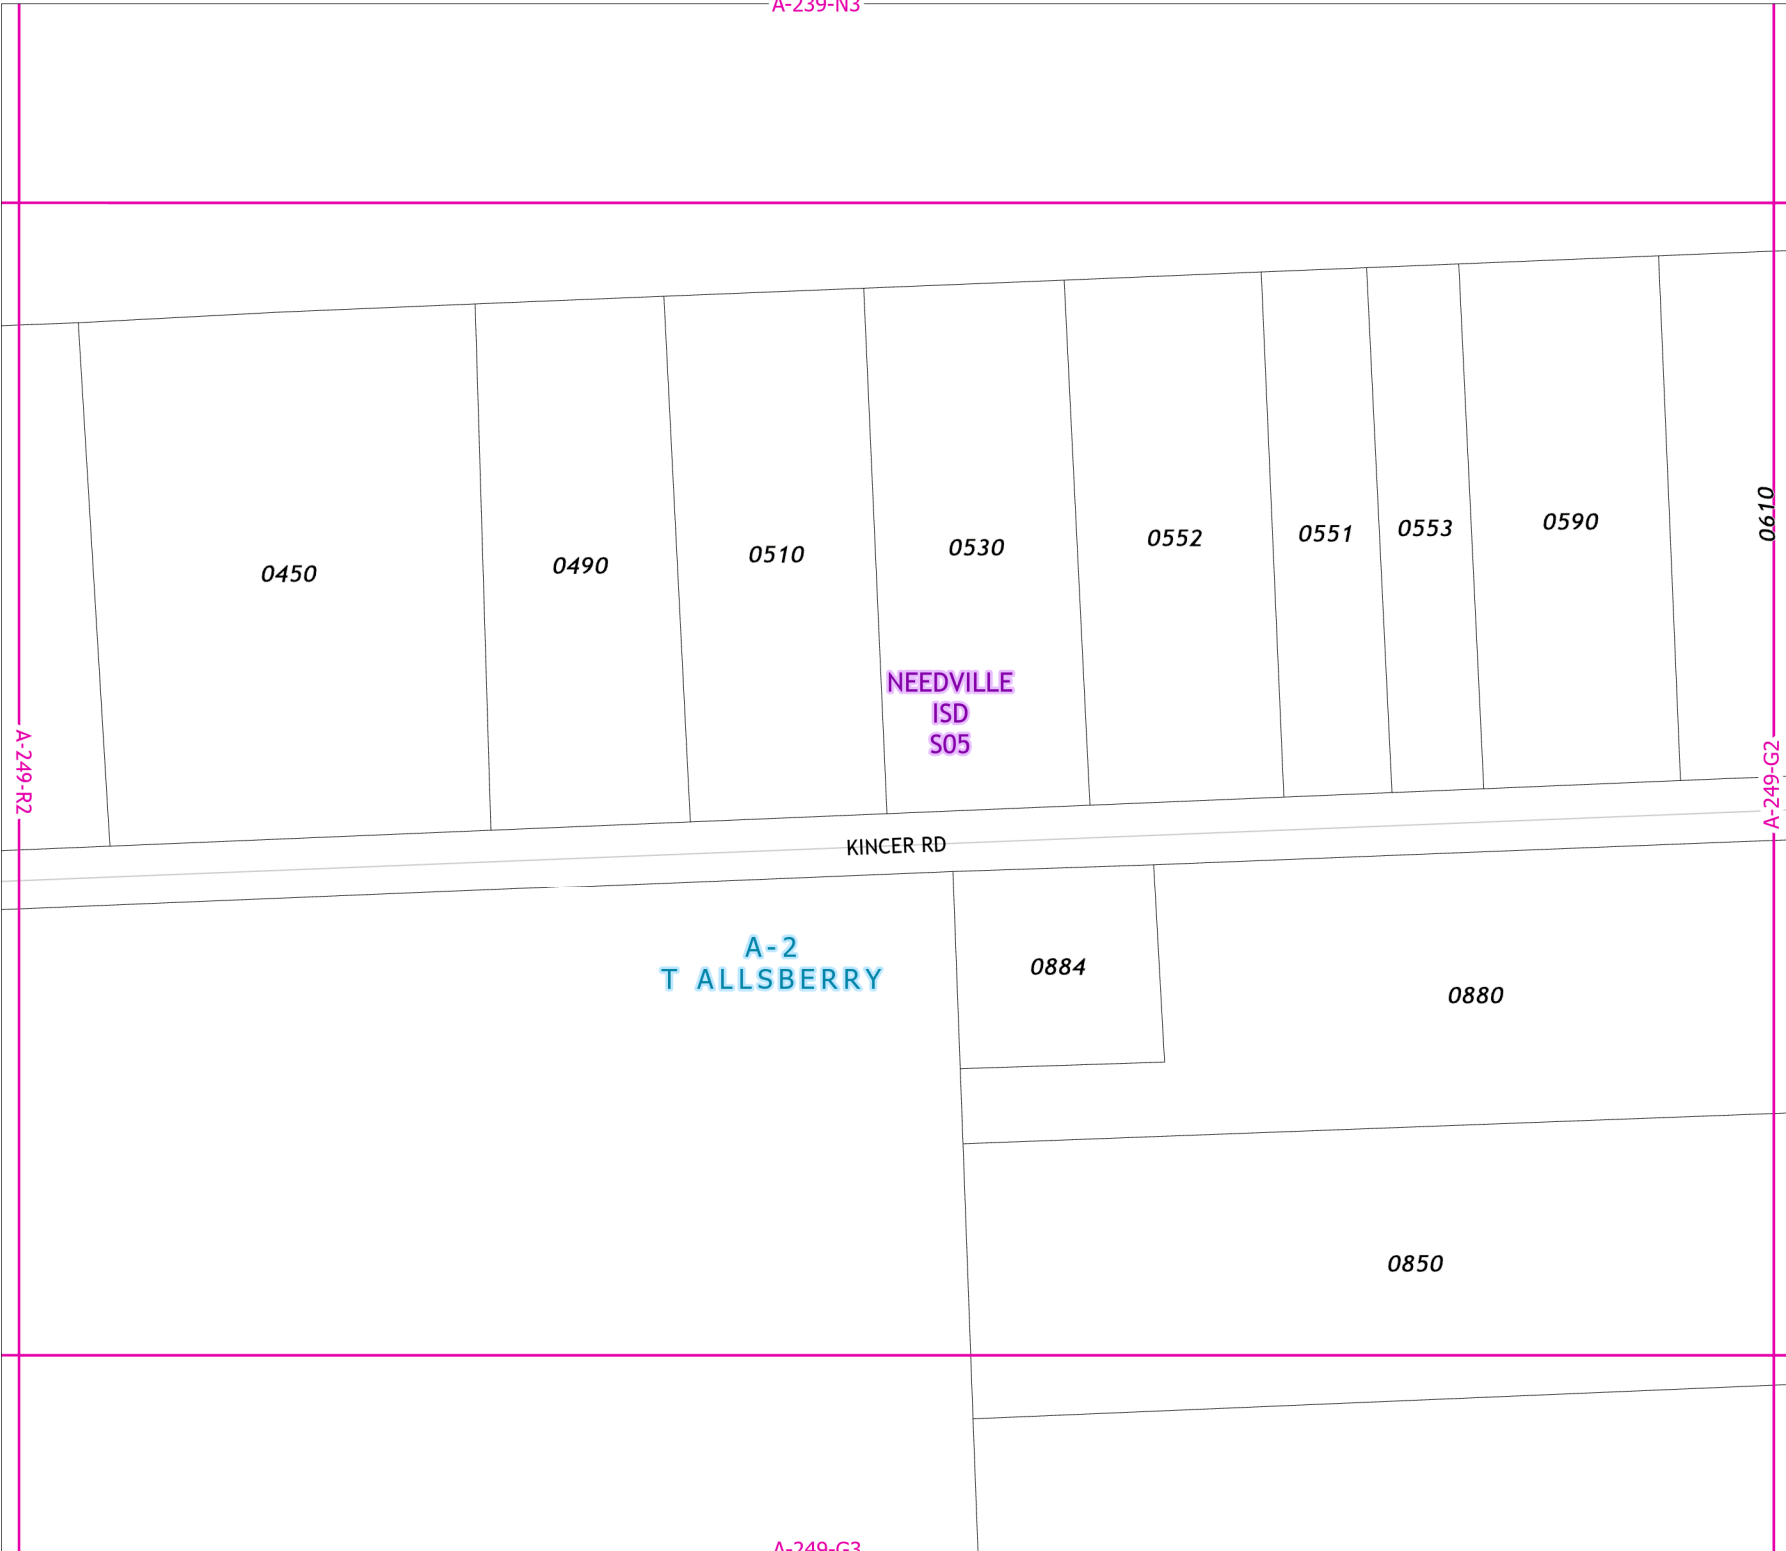 A-239-N3
0610
0590
0553
0551
0552
0530
0510
0490
0450
NEEDVILLE
ISD
S05
A-249-R2
A-249-G2
KINCER RD
A-2
T ALLSBERRY
0884
0880
0850
A-249-G3